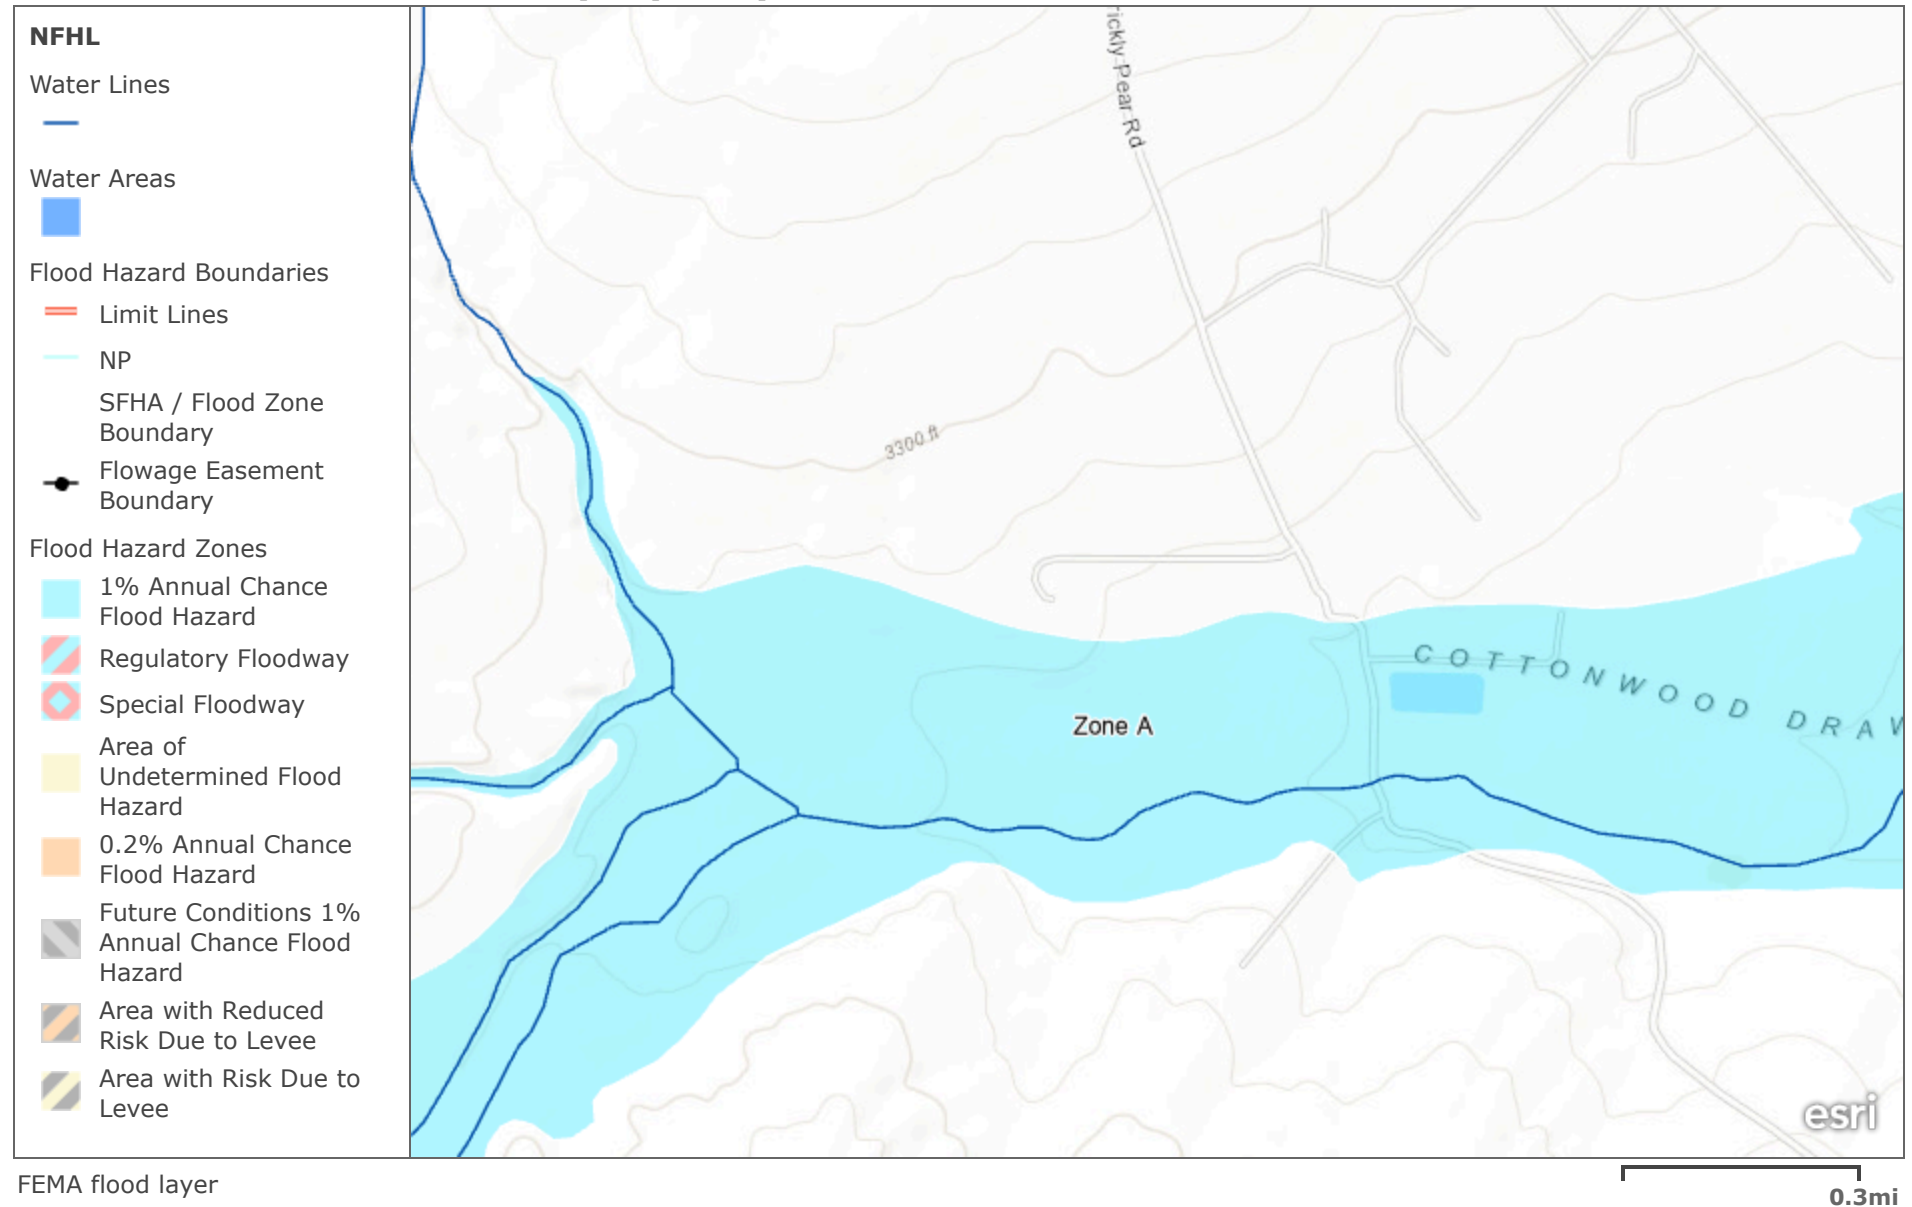 NFHL
Water Lines
Water Areas
Flood Hazard Boundaries
Limit Lines
NP
SFHA / Flood Zone
Boundary
Flowage Easement
Boundary
Flood Hazard Zones
1% Annual Chance
Flood Hazard
Regulatory Floodway
Special Floodway
Area of
Undetermined Flood
Hazard
0.2% Annual Chance
Flood Hazard
Future Conditions 1%
Annual Chance Flood
Hazard
Area with Reduced
Risk Due to Levee
Area with Risk Due to
Levee
rickly Pear Rd
3300 ft
COTTONWOOD DRAW
Zone A
esri
FEMA flood layer
0.3mi